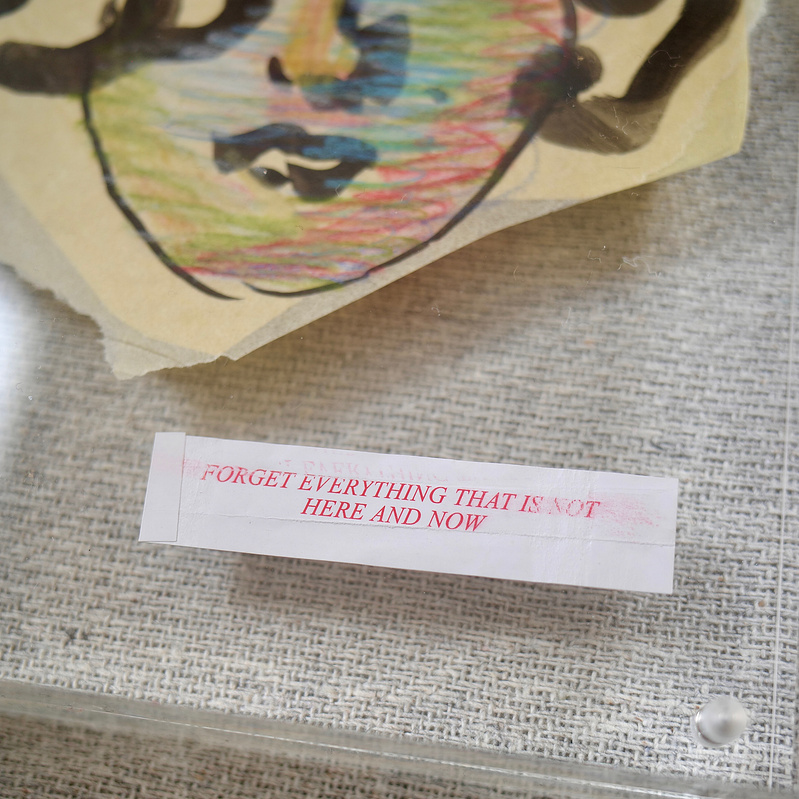 FORGET EVERYTHING THAT IS NOT
HERE AND NOW